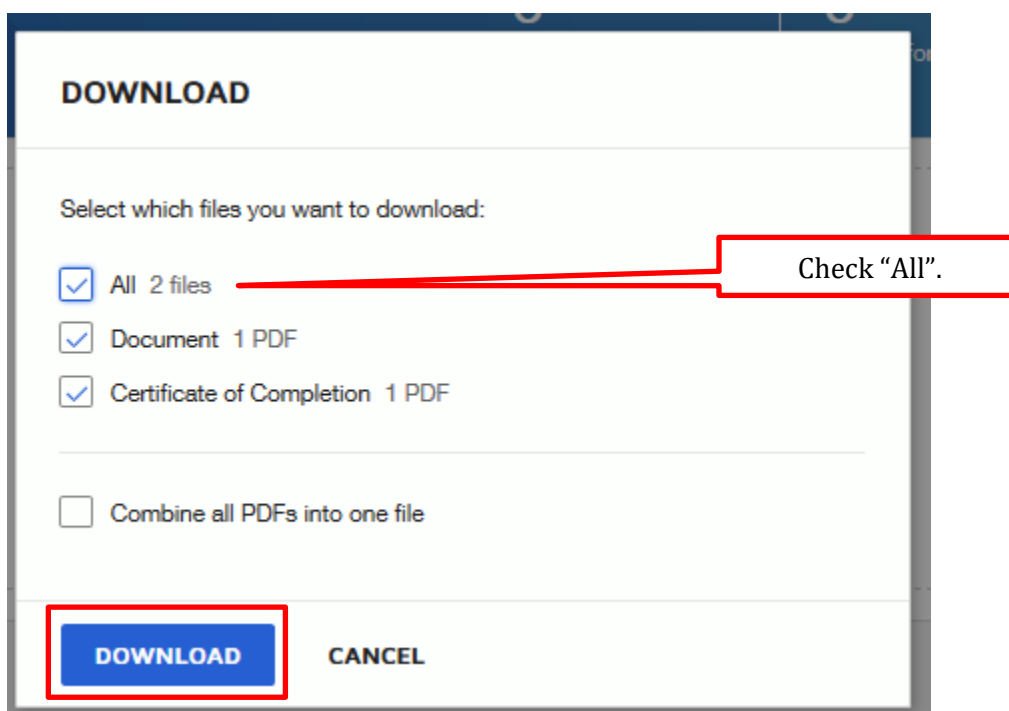 DOWNLOAD
Select which files you want to download:
All 2 files
Check “All”.
Document 1 PDF
Certificate of Completion 1 PDF
Combine all PDFs into one file
DOWNLOAD CANCEL